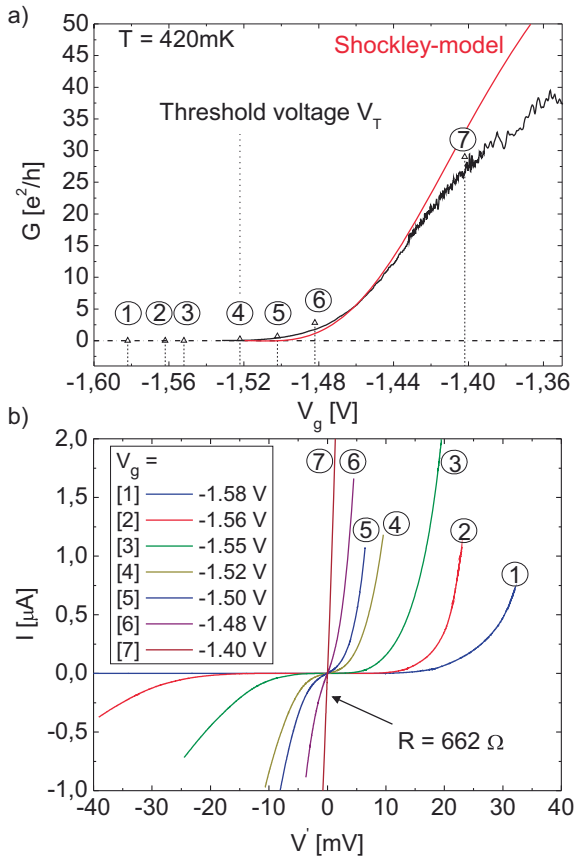 a)
T = 420mK
Shockley-model
Threshold voltage V_T
G [e²/h]
50
45
40
35
30
25
20
15
10
5
0
1 2 3 4 5 6 7
-1,60 -1,56 -1,52 -1,48 -1,44 -1,40 -1,36
V_g [V]
b)
I [µA]
2,0
1,5
1,0
0,5
0,0
-0,5
-1,0
V_g =
[1] -1.58 V
[2] -1.56 V
[3] -1.55 V
[4] -1.52 V
[5] -1.50 V
[6] -1.48 V
[7] -1.40 V
7 6 5 4 3 2 1
R = 662 Ω
-40 -30 -20 -10 0 10 20 30 40
V' [mV]